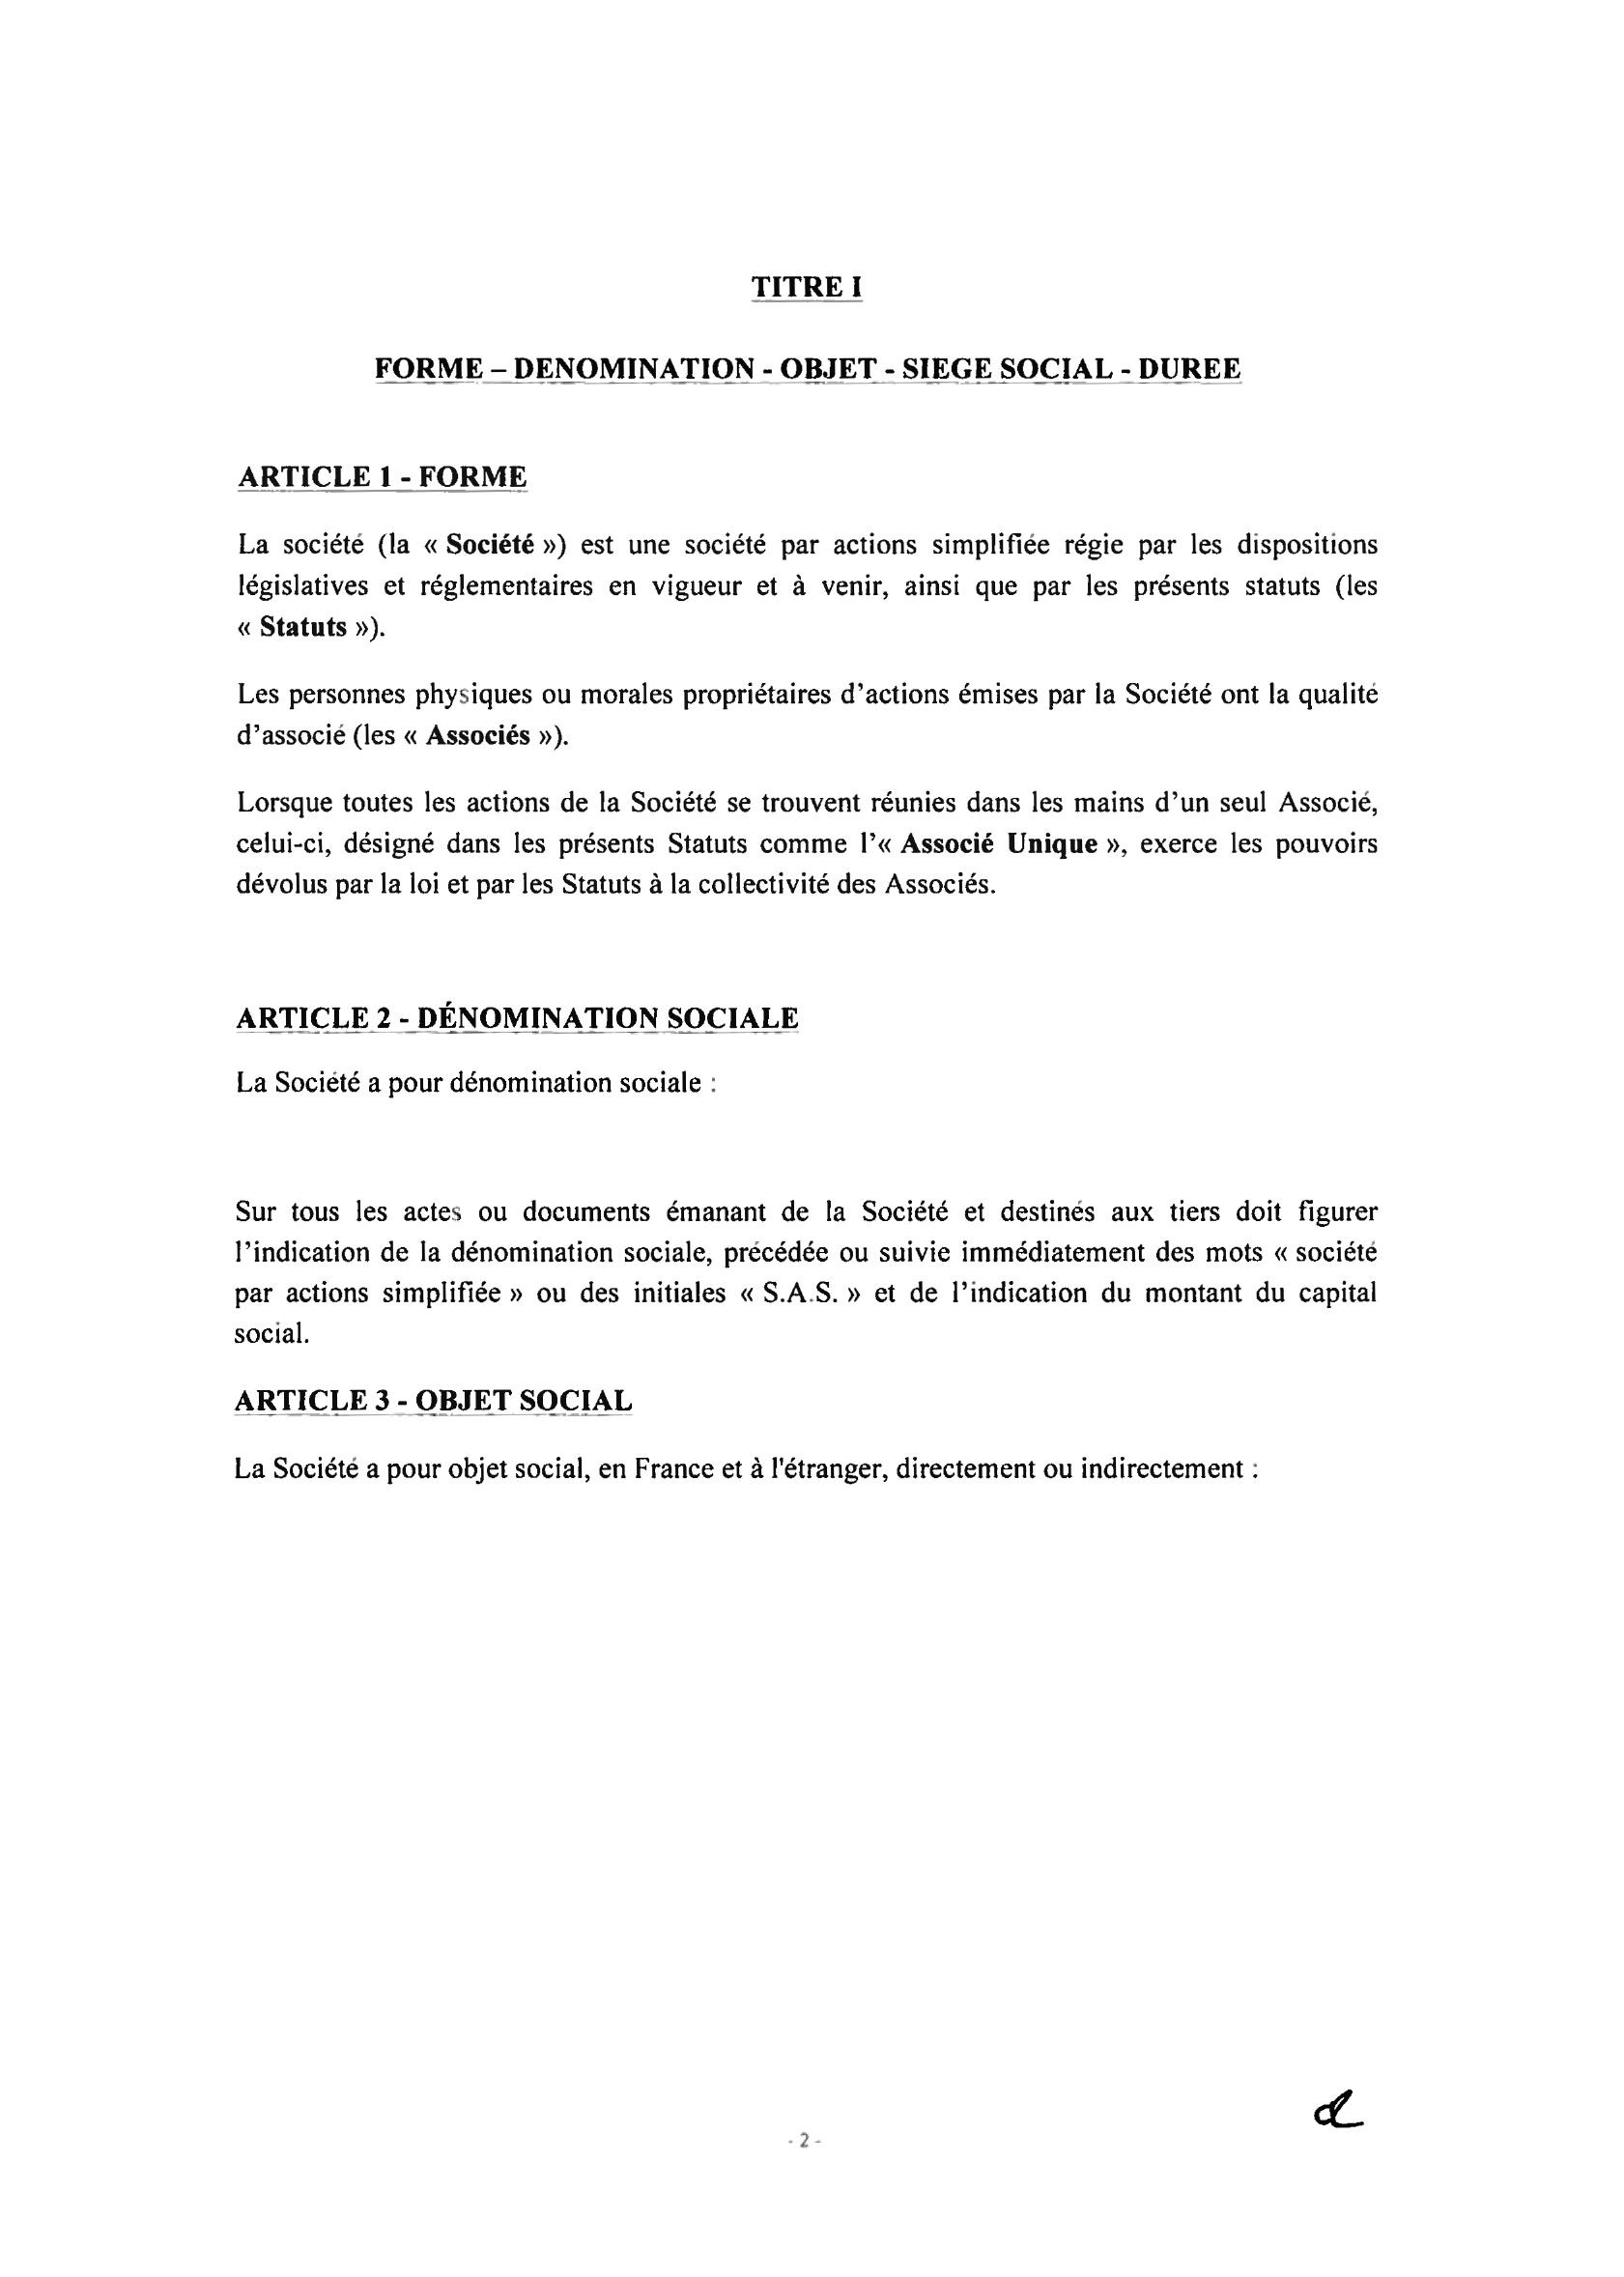 TITRE I
FORME – DENOMINATION - OBJET - SIEGE SOCIAL - DUREE
ARTICLE 1 - FORME
La société (la « Société ») est une société par actions simplifiée régie par les dispositions
législatives et réglementaires en vigueur et à venir, ainsi que par les présents statuts (les
« Statuts »).
Les personnes physiques ou morales propriétaires d’actions émises par la Société ont la qualité
d’associé (les « Associés »).
Lorsque toutes les actions de la Société se trouvent réunies dans les mains d’un seul Associé,
celui-ci, désigné dans les présents Statuts comme l’« Associé Unique », exerce les pouvoirs
dévolus par la loi et par les Statuts à la collectivité des Associés.
ARTICLE 2 - DÉNOMINATION SOCIALE
La Société a pour dénomination sociale :
Sur tous les actes ou documents émanant de la Société et destinés aux tiers doit figurer
l’indication de la dénomination sociale, précédée ou suivie immédiatement des mots « société
par actions simplifiée » ou des initiales « S.A.S. » et de l’indication du montant du capital
social.
ARTICLE 3 - OBJET SOCIAL
La Société a pour objet social, en France et à l'étranger, directement ou indirectement :
- 2 -